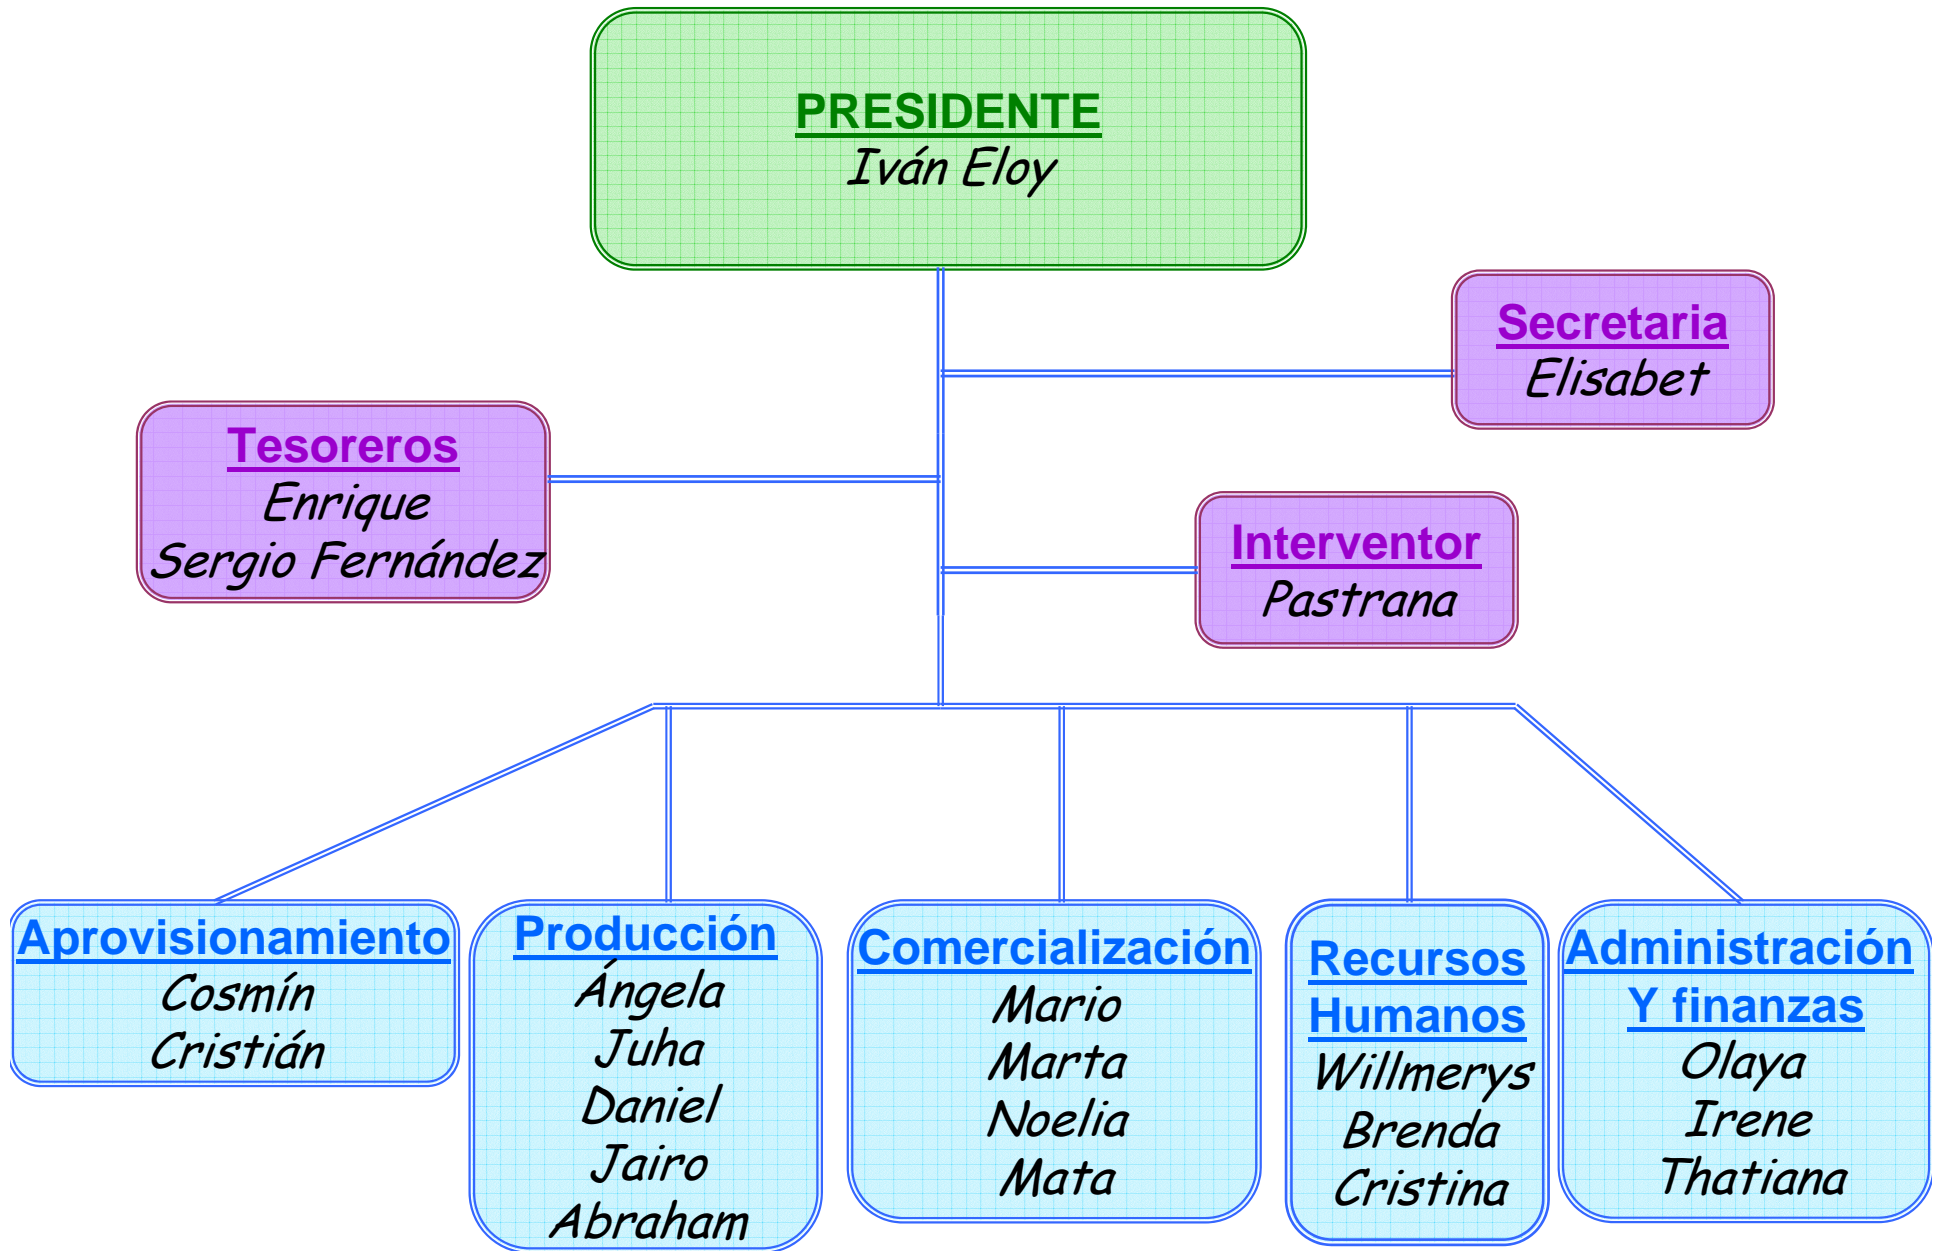 PRESIDENTE
Iván Eloy
Secretaria
Elisabet
Tesoreros
Enrique
Sergio Fernández
Interventor
Pastrana
Aprovisionamiento
Cosmín
Cristián
Producción
Ángela
Juha
Daniel
Jairo
Abraham
Comercialización
Mario
Marta
Noelia
Mata
Recursos
Humanos
Willmerys
Brenda
Cristina
Administración
Y finanzas
Olaya
Irene
Thatiana